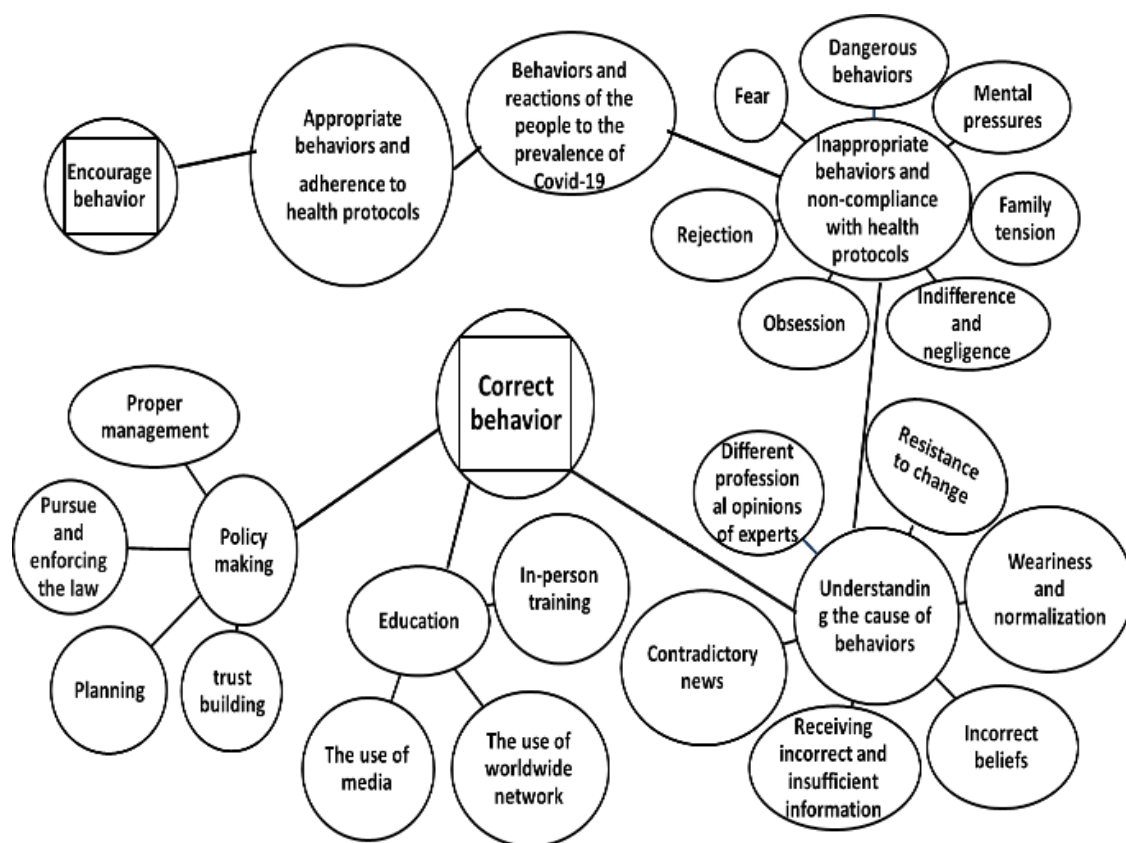 Encourage
behavior
Appropriate
behaviors and
adherence to
health protocols
Behaviors and
reactions of the
people to the
prevalence of
Covid-19
Fear
Dangerous
behaviors
Mental
pressures
Inappropriate
behaviors and
non-compliance
with health
protocols
Family
tension
Rejection
Obsession
Indifference
and
negligence
Correct
behavior
Proper
management
Pursue
and
enforcing
the law
Policy
making
Planning
trust
building
Education
In-person
training
The use of
media
The use of
worldwide
network
Different
profession
al opinions
of experts
Resistance
to change
Weariness
and
normalization
Understandin
g the cause of
behaviors
Contradictory
news
Receiving
incorrect and
insufficient
information
Incorrect
beliefs